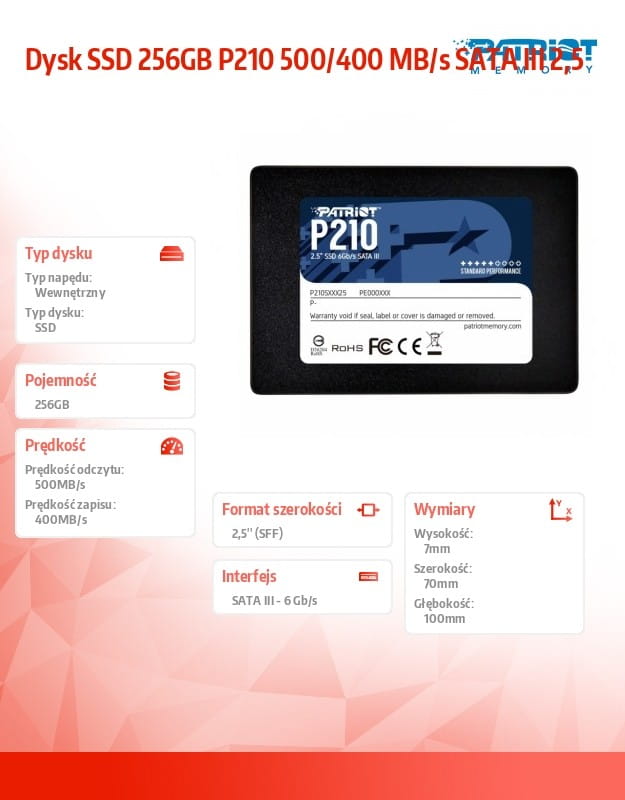 Dysk SSD 256GB P210 500/400 MB/s SATA III 2,5
PATRIOT
MEMORY
PATRIOT
P210
2.5" SSD 6Gb/s SATA III
STANDARD PERFORMANCE
P210SXXX25 PE000XXX
P-
Warranty void if seal, label or cover is damaged or removed.
patriotmemory.com
RoHS FC CE
Typ dysku
Typ napędu:
Wewnętrzny
Typ dysku:
SSD
Pojemność
256GB
Prędkość
Prędkość odczytu:
500MB/s
Prędkość zapisu:
400MB/s
Format szerokości
2,5'' (SFF)
Interfejs
SATA III - 6 Gb/s
Wymiary
Y
X
Wysokość:
7mm
Szerokość:
70mm
Głębokość:
100mm